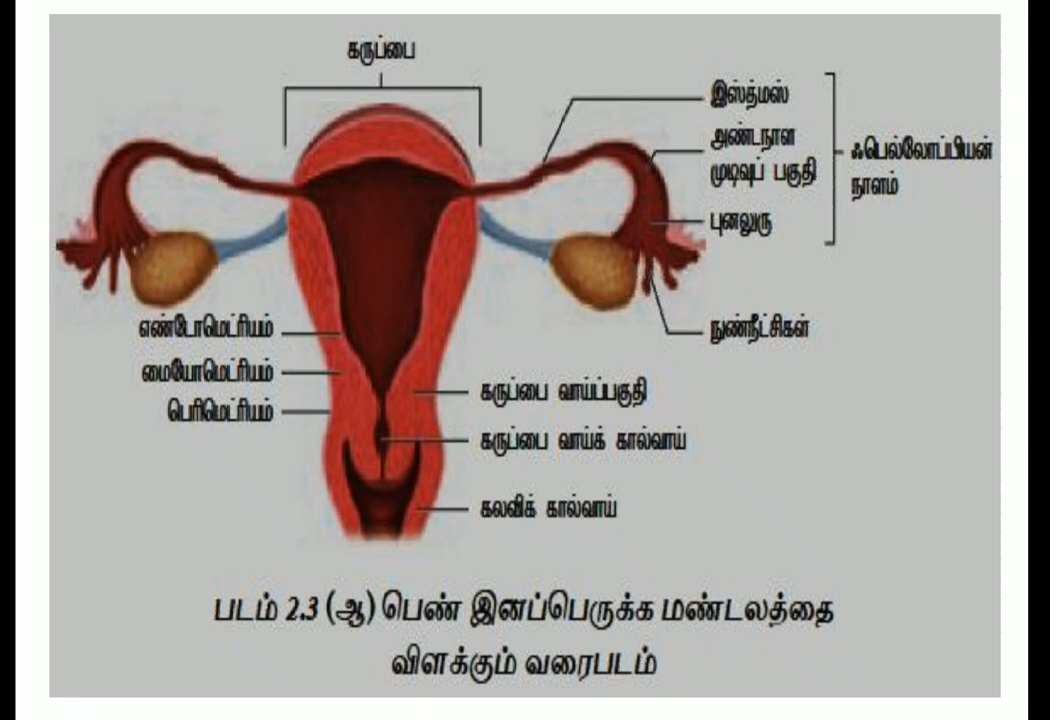 கருப்பை
இஸ்த்மஸ்
அண்டநாள
முடிவுப் பகுதி
புனலுரு
ஃபெல்லோப்பியன்
நாளம்
நுண்நீட்சிகள்
எண்டோமெட்ரியம்
மையோமெட்ரியம்
பெரிமெட்ரியம்
கருப்பை வாய்ப்பகுதி
கருப்பை வாய்க் கால்வாய்
கலவிக் கால்வாய்
படம் 2.3 (ஆ) பெண் இனப்பெருக்க மண்டலத்தை
விளக்கும் வரைபடம்